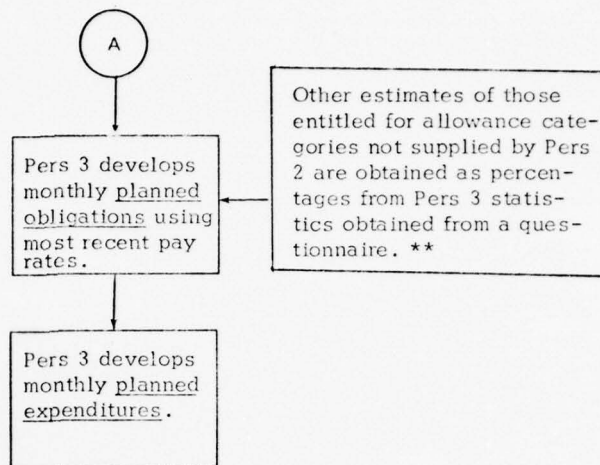 A
Pers 3 develops
monthly planned
obligations using
most recent pay
rates.
Other estimates of those
entitled for allowance cate-
gories not supplied by Pers
2 are obtained as percen-
tages from Pers 3 statis-
tics obtained from a ques-
tionnaire. **
Pers 3 develops
monthly planned
expenditures.